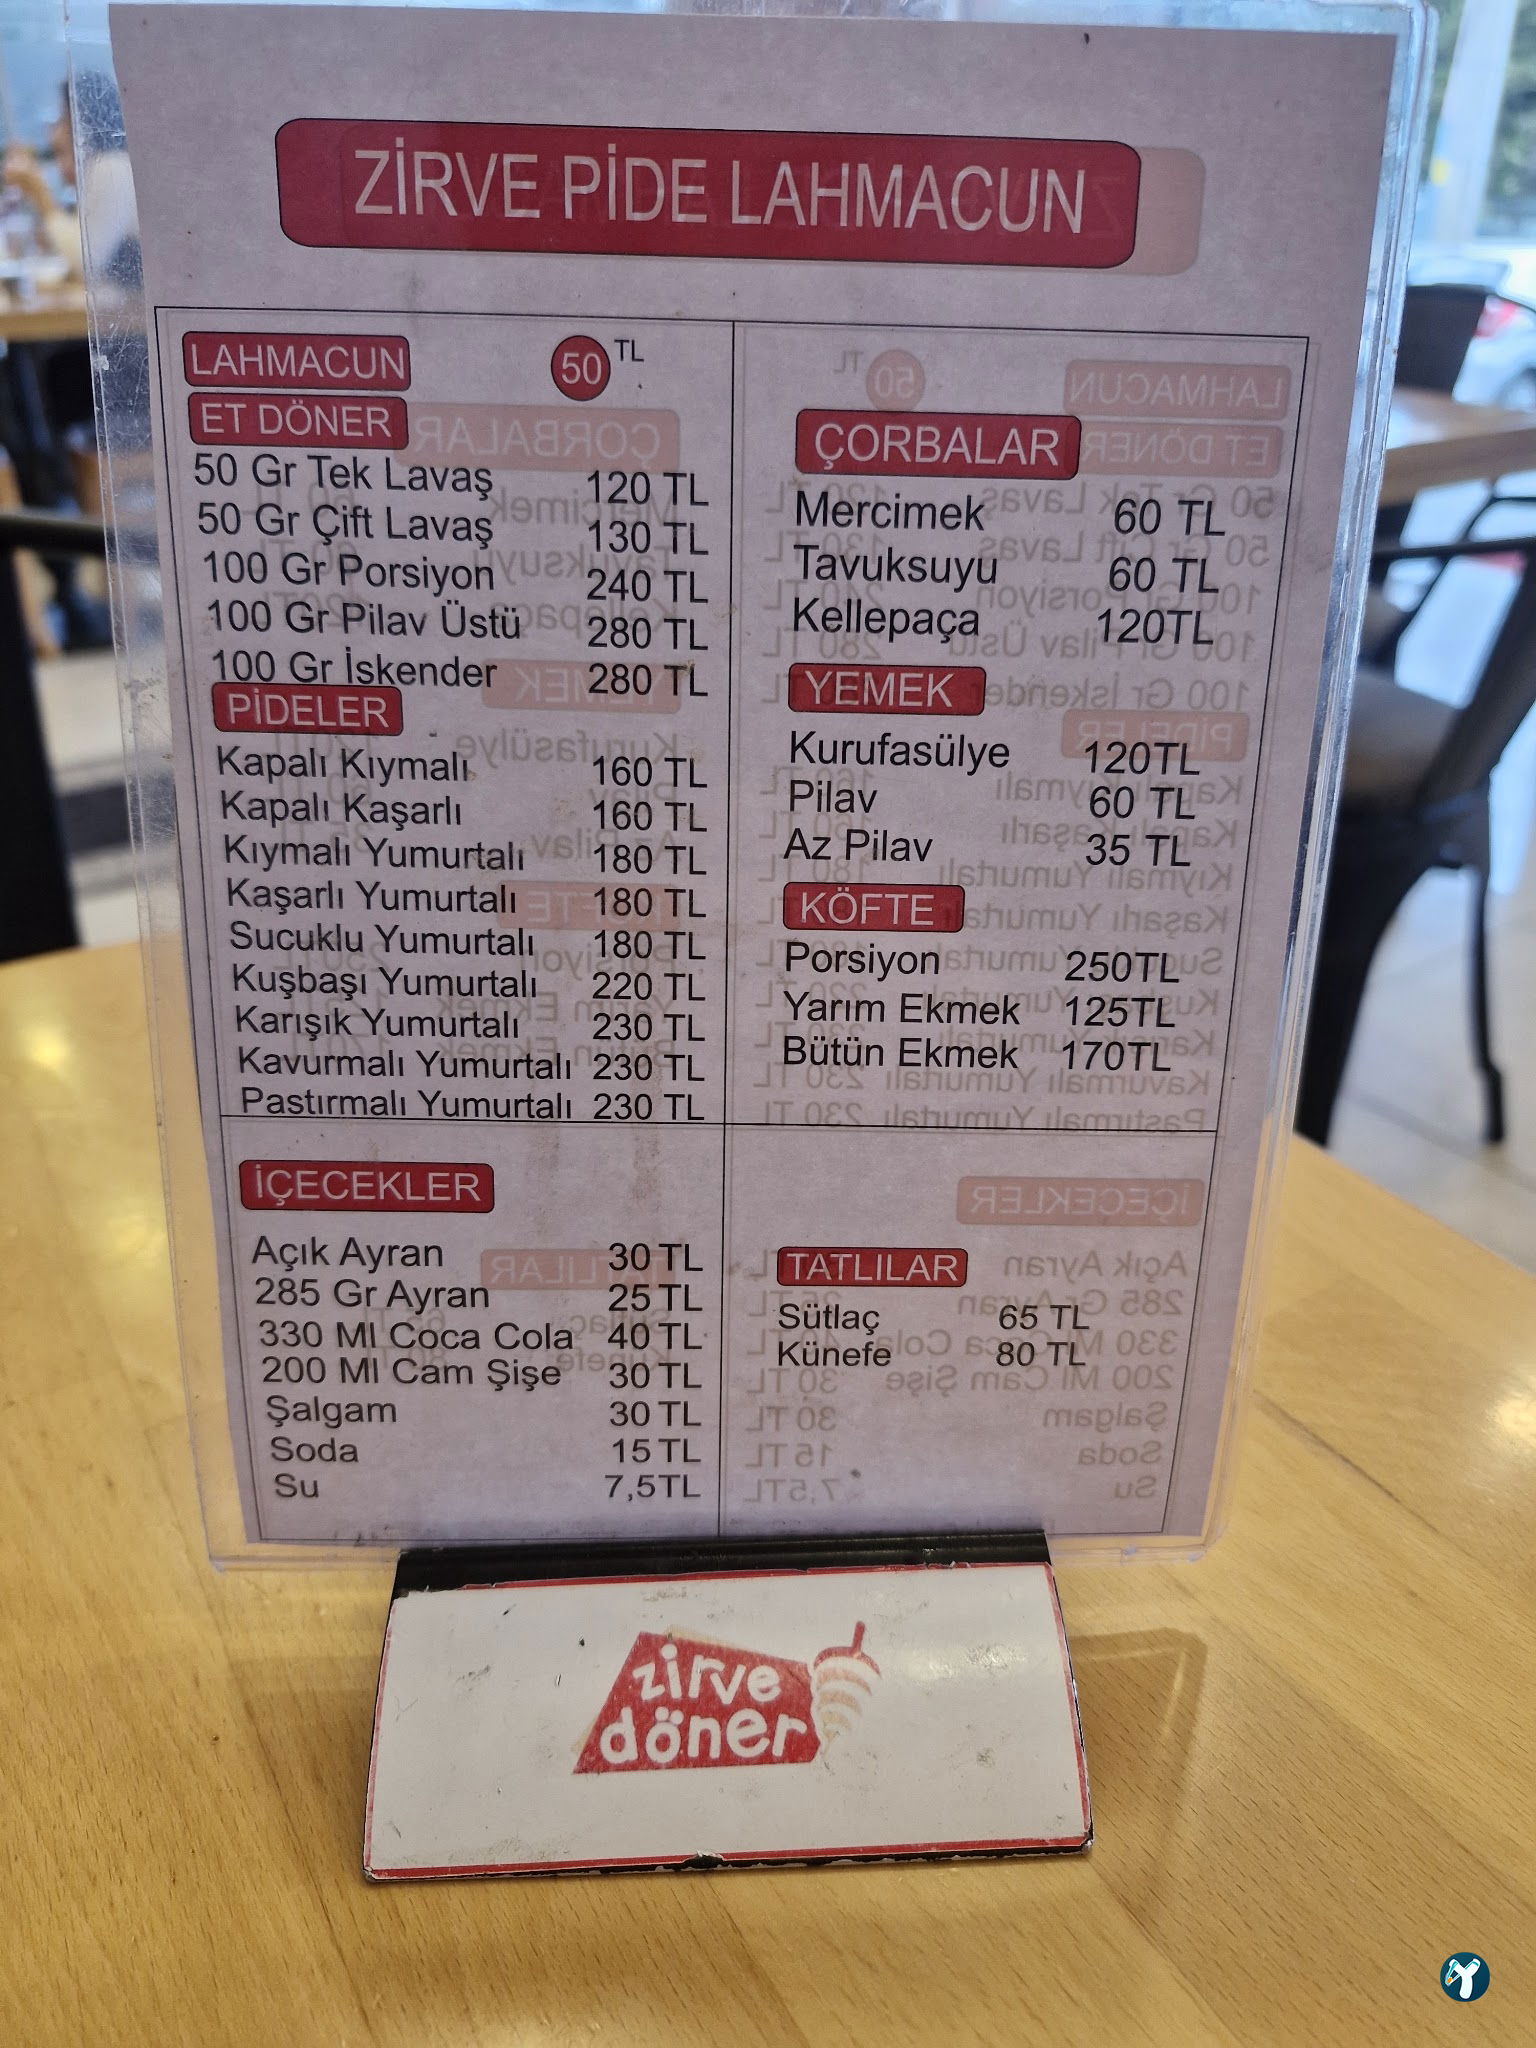 ZİRVE PİDE LAHMACUN
LAHMACUN 50 TL
ET DÖNER
50 Gr Tek Lavaş 120 TL
50 Gr Çift Lavaş 130 TL
100 Gr Porsiyon 240 TL
100 Gr Pilav Üstü 280 TL
100 Gr İskender 280 TL
PİDELER
Kapalı Kıymalı 160 TL
Kapalı Kaşarlı 160 TL
Kıymalı Yumurtalı 180 TL
Kaşarlı Yumurtalı 180 TL
Sucuklu Yumurtalı 180 TL
Kuşbaşı Yumurtalı 220 TL
Karışık Yumurtalı 230 TL
Kavurmalı Yumurtalı 230 TL
Pastırmalı Yumurtalı 230 TL
ÇORBALAR
Mercimek 60 TL
Tavuksuyu 60 TL
Kellepaça 120TL
YEMEK
Kurufasülye 120TL
Pilav 60 TL
Az Pilav 35 TL
KÖFTE
Porsiyon 250TL
Yarım Ekmek 125TL
Bütün Ekmek 170TL
İÇECEKLER
Açık Ayran 30 TL
285 Gr Ayran 25 TL
330 Ml Coca Cola 40 TL
200 Ml Cam Şişe 30 TL
Şalgam 30 TL
Soda 15 TL
Su 7,5TL
TATLILAR
Sütlaç 65 TL
Künefe 80 TL
zirve
döner